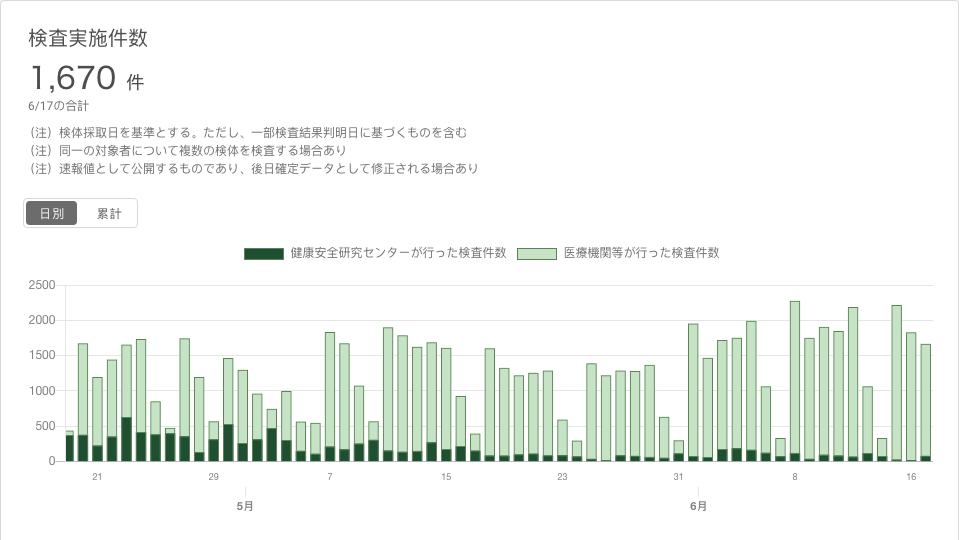 検査実施件数
1,670 件
6/17の合計
（注）検体採取日を基準とする。ただし、一部検査結果判明日に基づくものを含む
（注）同一の対象者について複数の検体を検査する場合あり
（注）速報値として公開するものであり、後日確定データとして修正される場合あり
日別 累計
健康安全研究センターが行った検査件数 医療機関等が行った検査件数
2500
2000
1500
1000
500
0
21 29 7 15 23 31 8 16
5月 6月